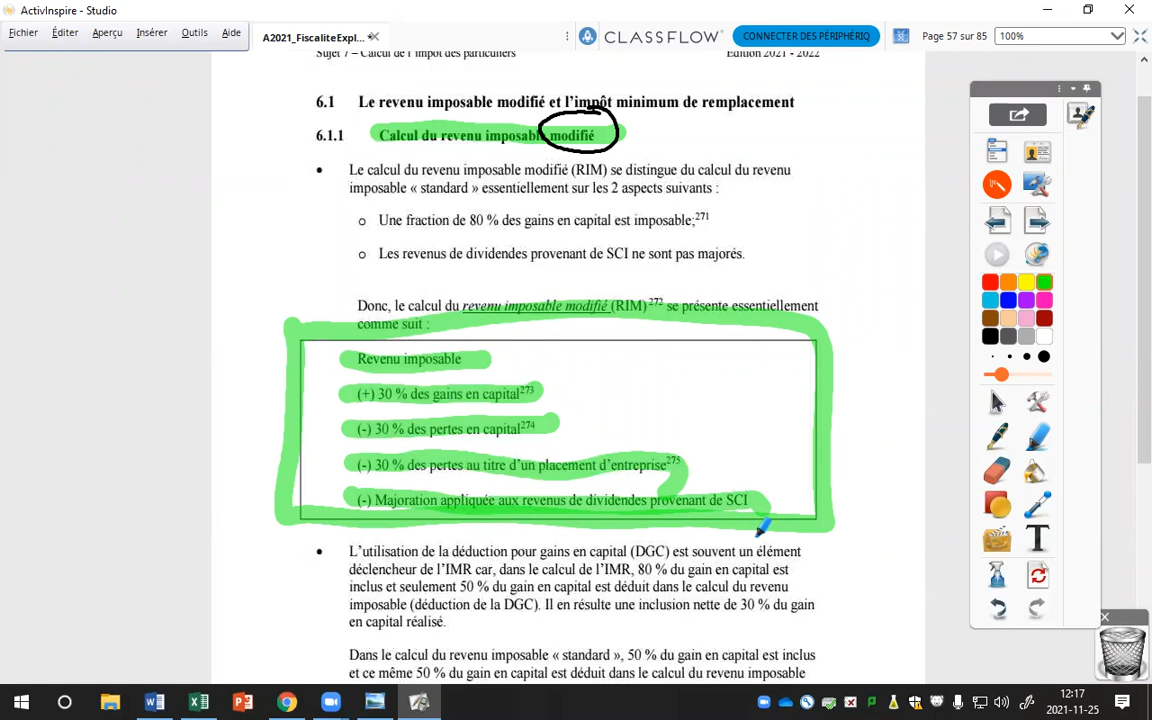 ActivInspire - Studio
Fichier Éditer Aperçu Insérer Outils Aide
A2021_FiscaliteExpl...
CLASSFLOW
CONNECTER DES PÉRIPHÉRIQ
Page 57 sur 85
100%
Sujet 7 – Calcul de l'impôt des particuliers Édition 2021 - 2022
6.1 Le revenu imposable modifié et l'impôt minimum de remplacement
6.1.1 Calcul du revenu imposable modifié
• Le calcul du revenu imposable modifié (RIM) se distingue du calcul du revenu
imposable « standard » essentiellement sur les 2 aspects suivants :
o Une fraction de 80 % des gains en capital est imposable;271
o Les revenus de dividendes provenant de SCI ne sont pas majorés.
Donc, le calcul du revenu imposable modifié (RIM) 272 se présente essentiellement
comme suit :
Revenu imposable
(+) 30 % des gains en capital273
(-) 30 % des pertes en capital274
(-) 30 % des pertes au titre d'un placement d'entreprise275
(-) Majoration appliquée aux revenus de dividendes provenant de SCI
• L'utilisation de la déduction pour gains en capital (DGC) est souvent un élément
déclencheur de l'IMR car, dans le calcul de l'IMR, 80 % du gain en capital est
inclus et seulement 50 % du gain en capital est déduit dans le calcul du revenu
imposable (déduction de la DGC). Il en résulte une inclusion nette de 30 % du gain
en capital réalisé.
Dans le calcul du revenu imposable « standard », 50 % du gain en capital est inclus
et ce même 50 % du gain en capital est déduit dans le calcul du revenu imposable
12:17
2021-11-25